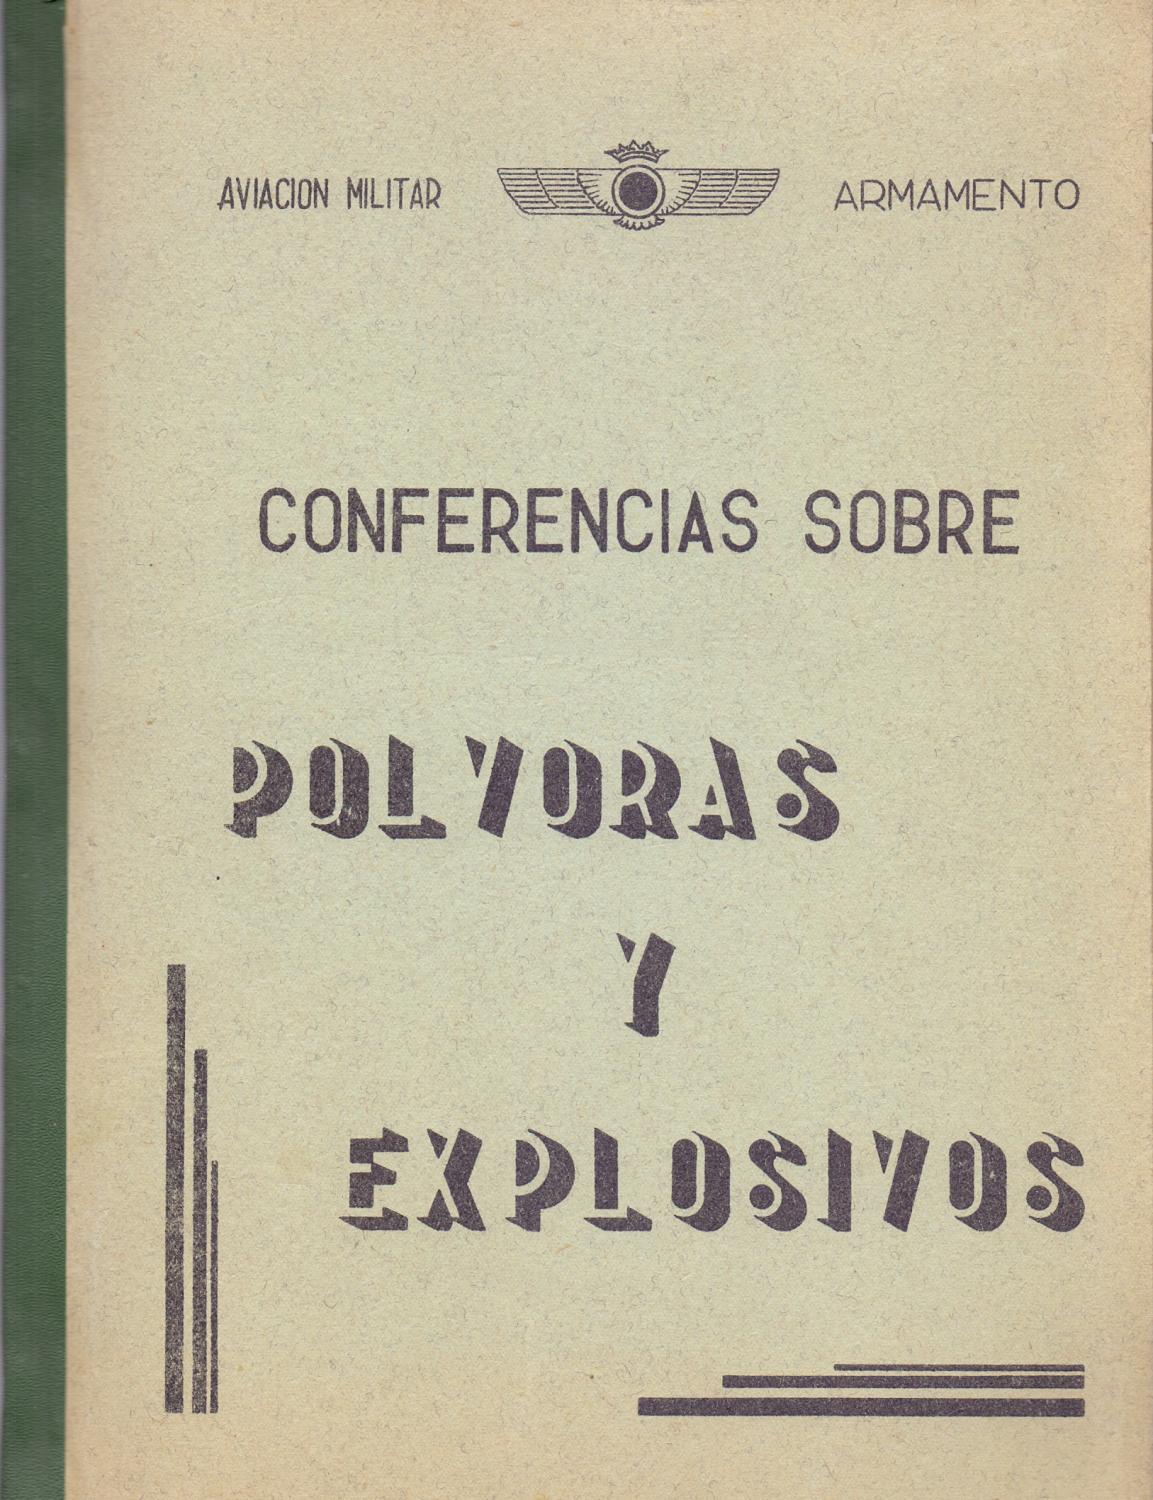 AVIACION MILITAR ARMAMENTO
CONFERENCIAS SOBRE
POLVORAS
Y
EXPLOSIVOS